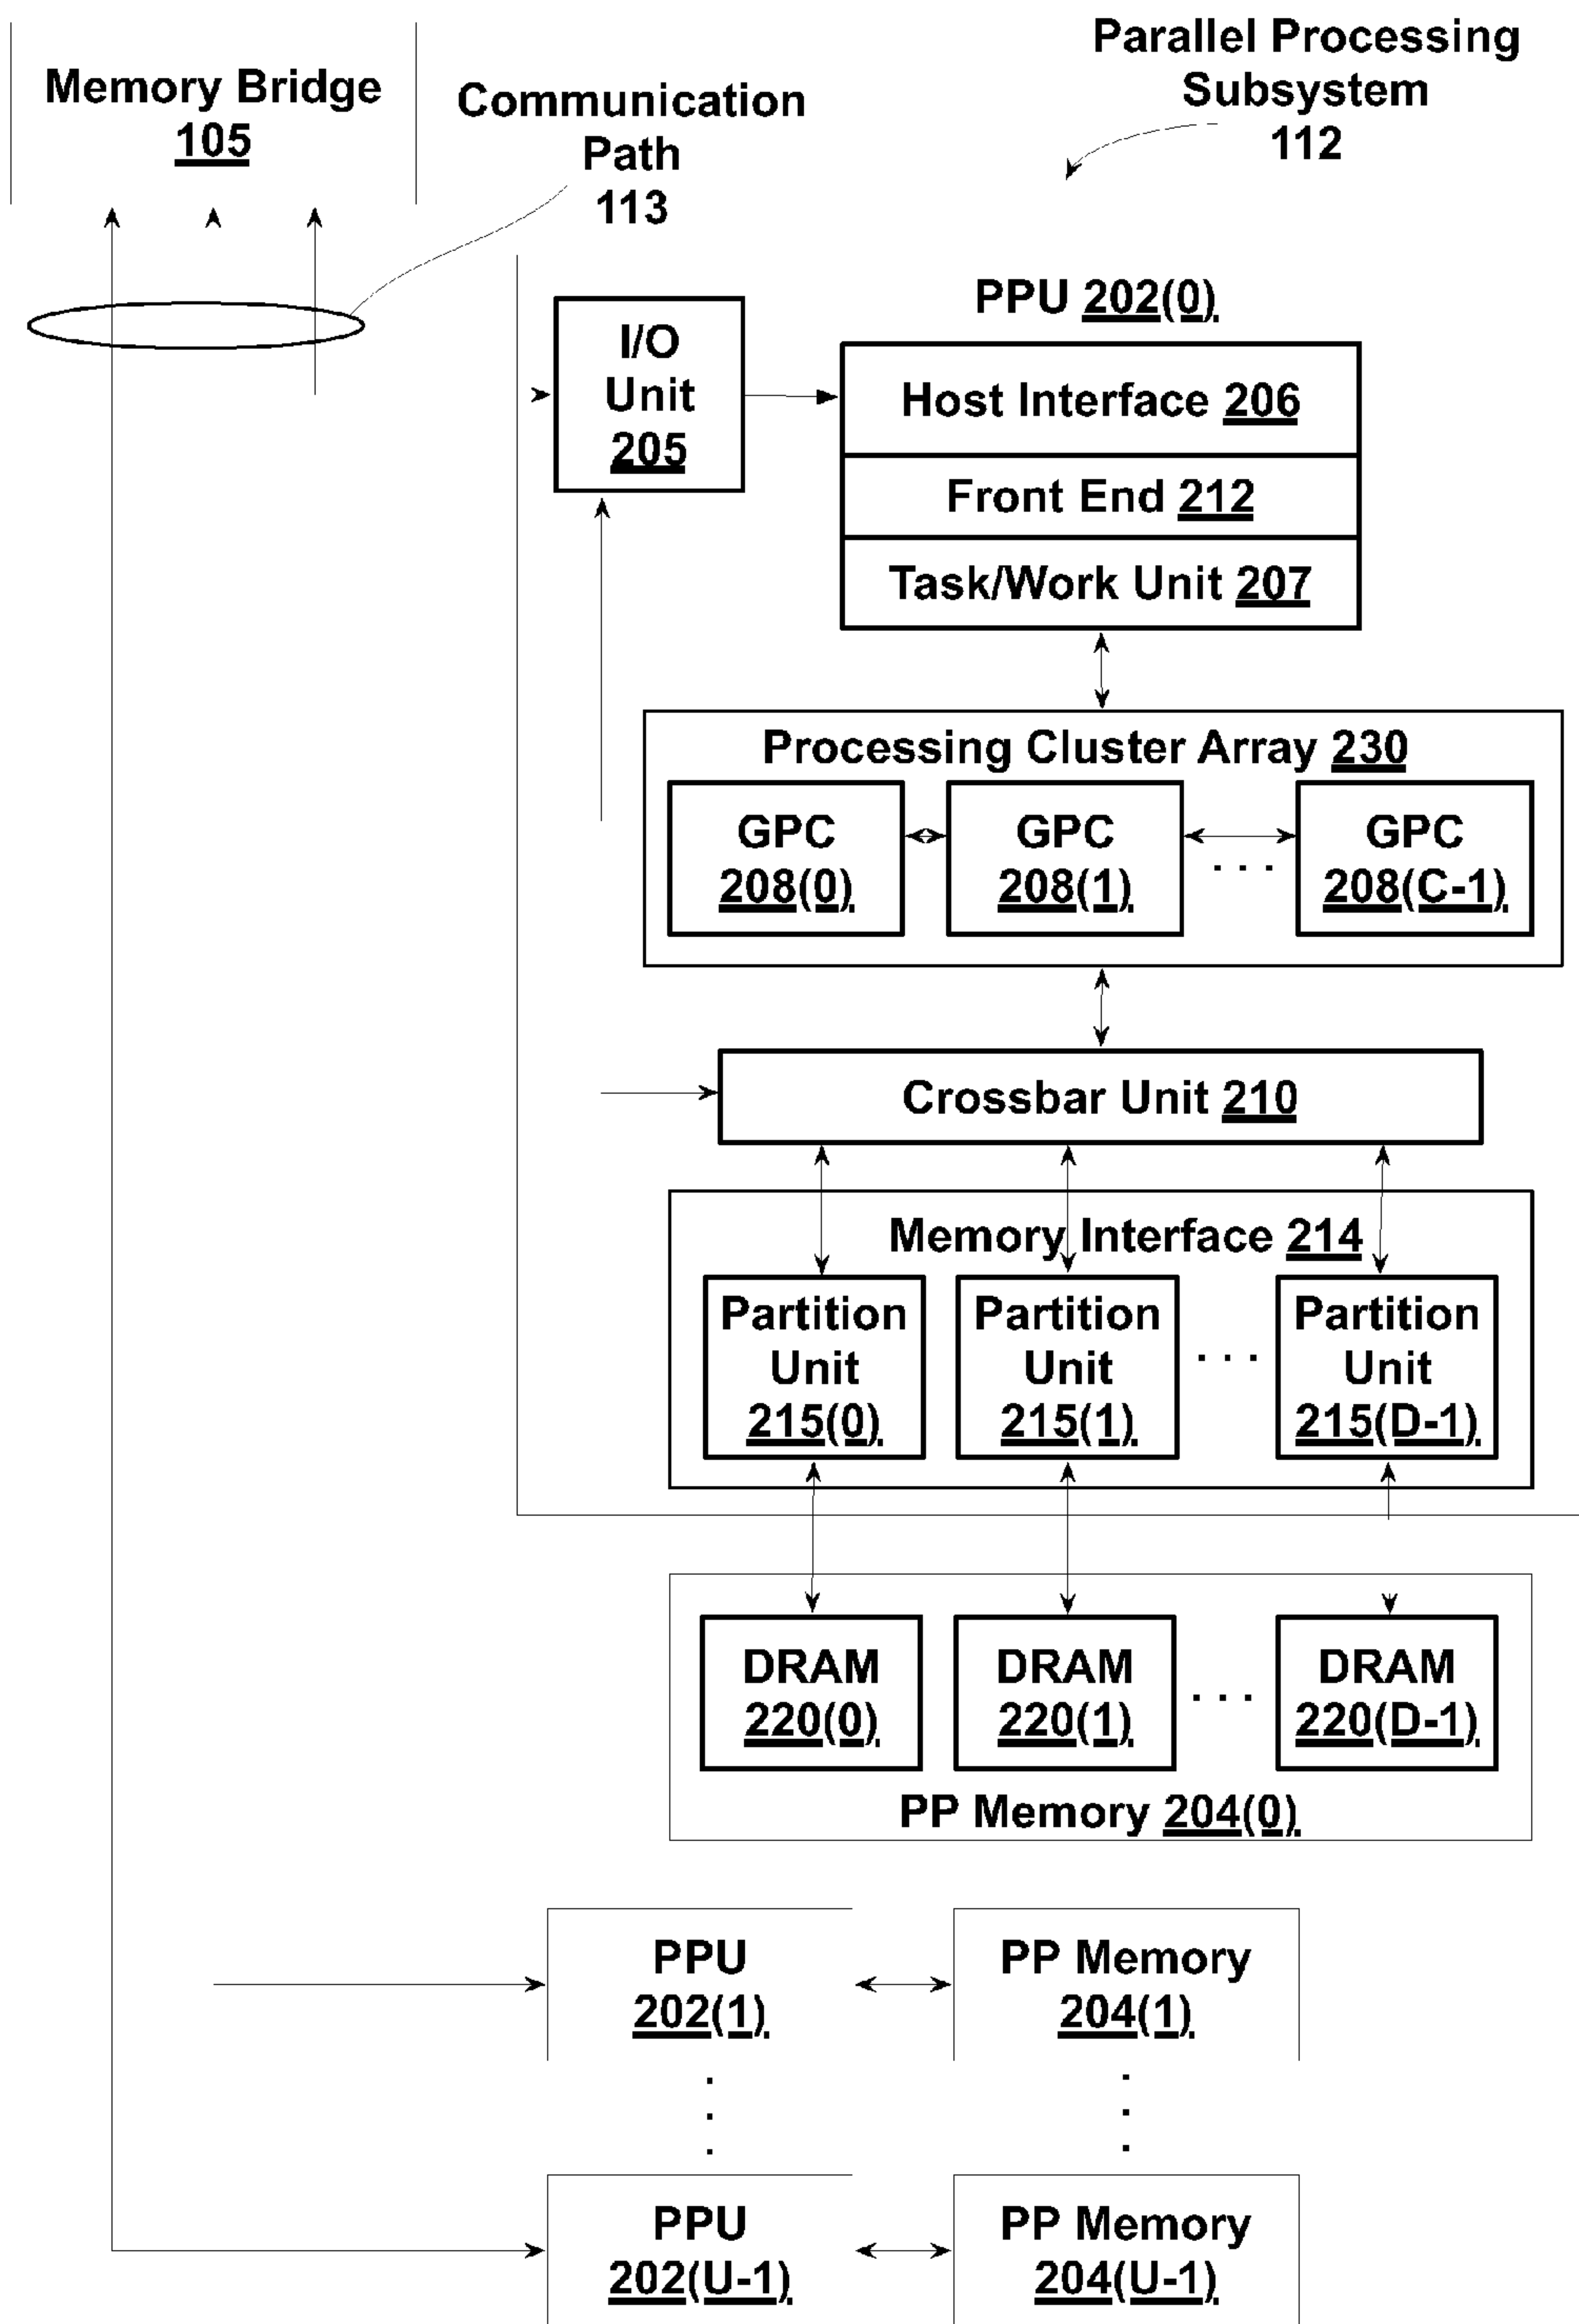 Memory Bridge
105
Communication
Path
113
Parallel Processing
Subsystem
112
PPU 202(0)
I/O
Unit
205
Host Interface 206
Front End 212
Task/Work Unit 207
Processing Cluster Array 230
GPC
208(0)
GPC
208(1)
. . .
GPC
208(C-1)
Crossbar Unit 210
Memory Interface 214
Partition
Unit
215(0)
Partition
Unit
215(1)
. . .
Partition
Unit
215(D-1)
DRAM
220(0)
DRAM
220(1)
. . .
DRAM
220(D-1)
PP Memory 204(0)
PPU
202(1)
PP Memory
204(1)
PPU
202(U-1)
PP Memory
204(U-1)